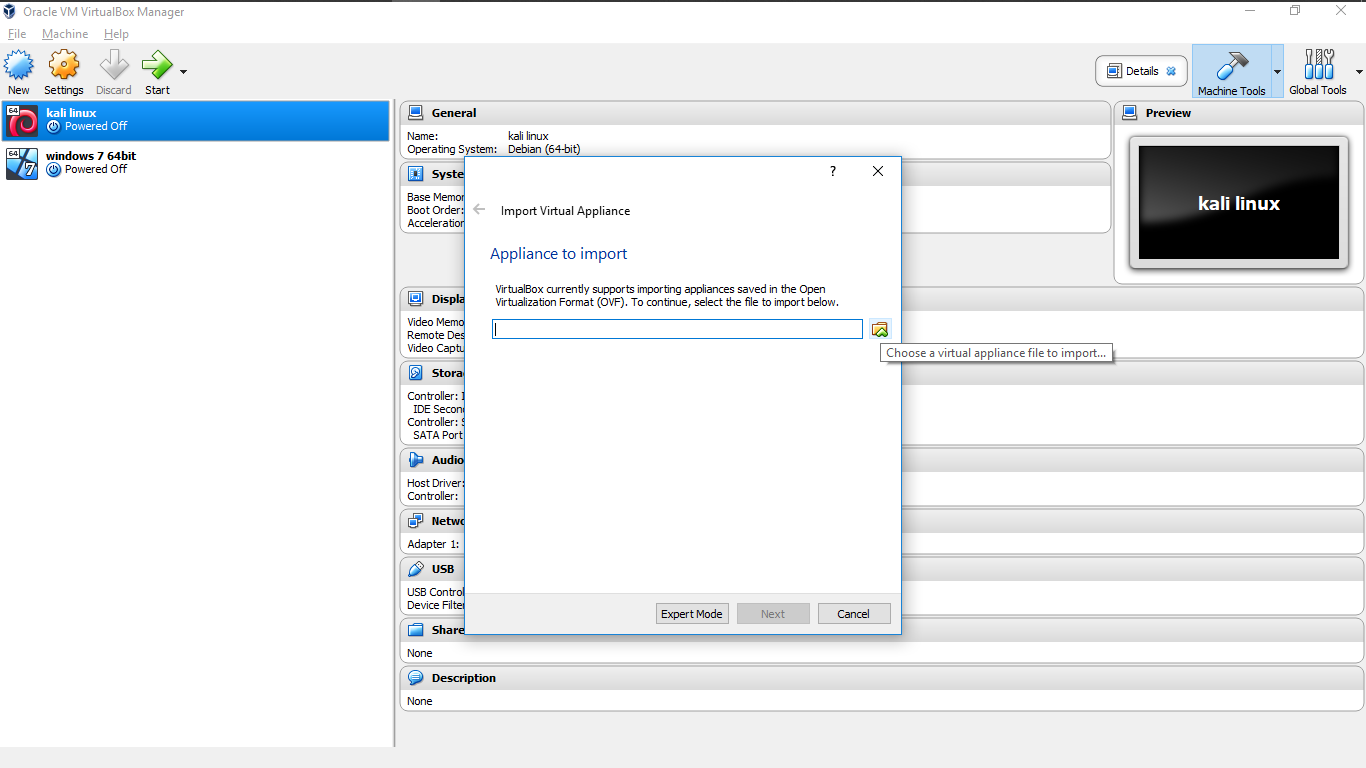 Oracle VM VirtualBox Manager
File Machine Help
New Settings Discard Start
Details
Machine Tools Global Tools
64
kali linux
Powered Off
64
7
windows 7 64bit
Powered Off
General
Name: kali linux
Operating System: Debian (64-bit)
Preview
kali linux
Syste
Base Memor
Boot Order:
Acceleration
Displa
Video Memo
Remote Des
Video Captu
Storag
Controller: I
IDE Second
Controller: S
SATA Port
Audio
Host Driver:
Controller:
Netwo
Adapter 1:
USB
USB Control
Device Filter
Share
None
Description
None
?
Import Virtual Appliance
Appliance to import
VirtualBox currently supports importing appliances saved in the Open
Virtualization Format (OVF). To continue, select the file to import below.
Choose a virtual appliance file to import...
Expert Mode Next Cancel